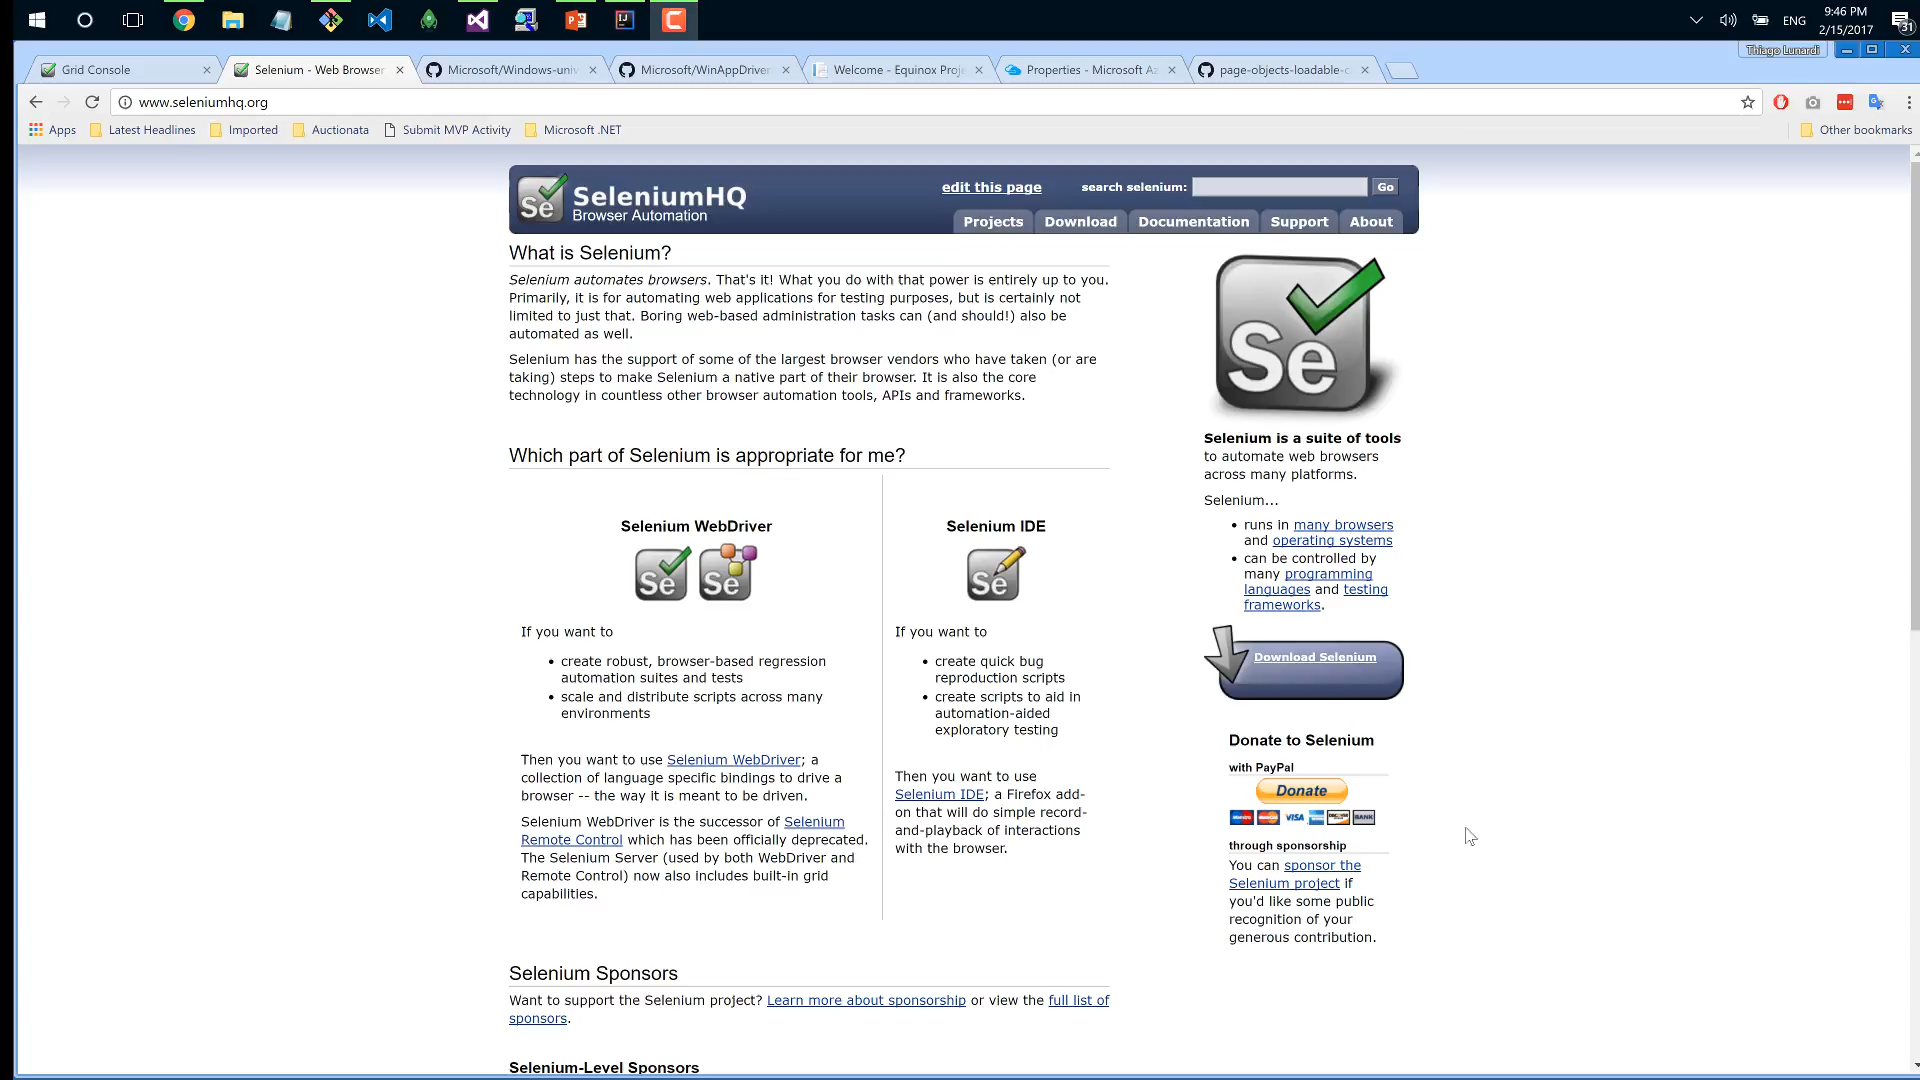 ENG
9:46 PM
2/15/2017
31
Thiago Lunardi
Grid Console
Selenium - Web Browser
Microsoft/Windows-univ
Microsoft/WinAppDriver
Welcome - Equinox Proje
Properties - Microsoft Az
page-objects-loadable-c
www.seleniumhq.org
Apps
Latest Headlines
Imported
Auctionata
Submit MVP Activity
Microsoft .NET
Other bookmarks
Se
SeleniumHQ
Browser Automation
edit this page
search selenium:
Go
Projects
Download
Documentation
Support
About
What is Selenium?
Selenium automates browsers. That's it! What you do with that power is entirely up to you.
Primarily, it is for automating web applications for testing purposes, but is certainly not
limited to just that. Boring web-based administration tasks can (and should!) also be
automated as well.
Selenium has the support of some of the largest browser vendors who have taken (or are
taking) steps to make Selenium a native part of their browser. It is also the core
technology in countless other browser automation tools, APIs and frameworks.
Which part of Selenium is appropriate for me?
Selenium WebDriver
Se
Se
If you want to
• create robust, browser-based regression
automation suites and tests
• scale and distribute scripts across many
environments
Then you want to use Selenium WebDriver; a
collection of language specific bindings to drive a
browser -- the way it is meant to be driven.
Selenium WebDriver is the successor of Selenium
Remote Control which has been officially deprecated.
The Selenium Server (used by both WebDriver and
Remote Control) now also includes built-in grid
capabilities.
Selenium IDE
Se
If you want to
• create quick bug
reproduction scripts
• create scripts to aid in
automation-aided
exploratory testing
Then you want to use
Selenium IDE; a Firefox add-
on that will do simple record-
and-playback of interactions
with the browser.
Selenium Sponsors
Want to support the Selenium project? Learn more about sponsorship or view the full list of
sponsors.
Selenium-Level Sponsors
Se
Selenium is a suite of tools
to automate web browsers
across many platforms.
Selenium...
• runs in many browsers
and operating systems
• can be controlled by
many programming
languages and testing
frameworks.
Download Selenium
Donate to Selenium
with PayPal
Donate
VISA
BANK
through sponsorship
You can sponsor the
Selenium project if
you'd like some public
recognition of your
generous contribution.